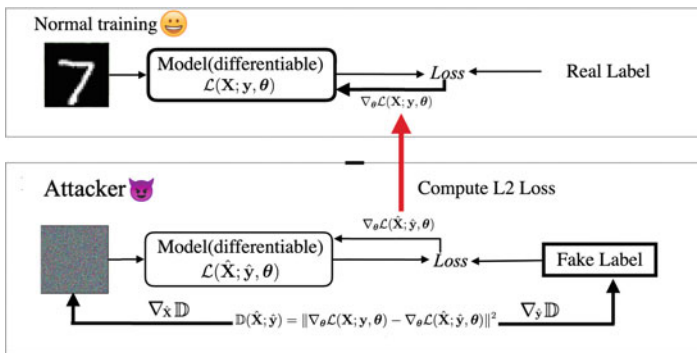 Normal training😀
7
Model(differentiable)
ℒ(X; y, θ)
Loss
Real Label
∇θℒ(X; y, θ)
Attacker😈
Compute L2 Loss
∇θℒ(X̂; ŷ, θ)
Model(differentiable)
ℒ(X̂; ŷ, θ)
Loss
Fake Label
∇X̂𝔻
𝔻(X̂; ŷ) = ‖∇θℒ(X; y, θ) − ∇θℒ(X̂; ŷ, θ)‖²
∇ŷ𝔻